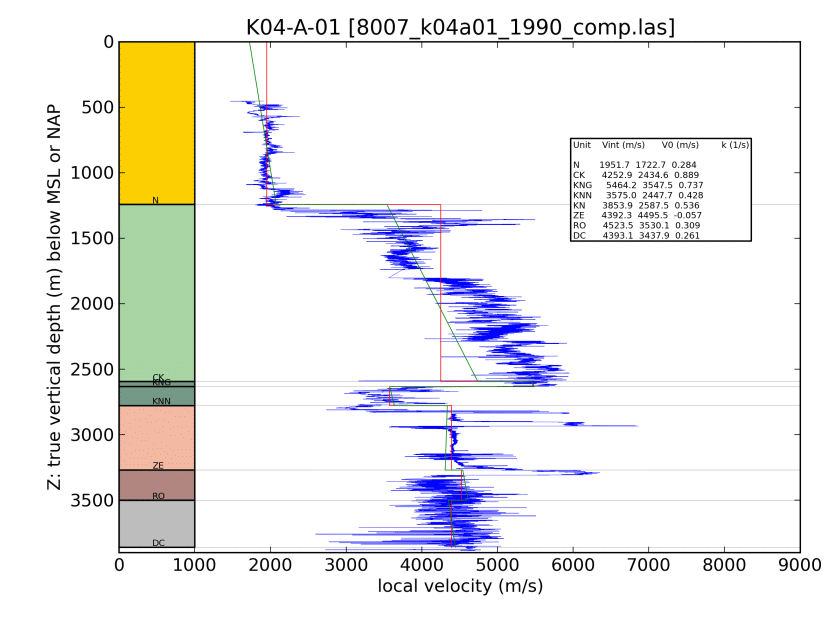 K04-A-01 [8007_k04a01_1990_comp.las]
0
500
1000
1500
2000
2500
3000
3500
Z: true vertical depth (m) below MSL or NAP
N
CK
KNG
KNN
ZE
RO
DC
Unit Vint (m/s) V0 (m/s) k (1/s)
N 1951.7 1722.7 0.284
CK 4252.9 2434.6 0.889
KNG 5464.2 3547.5 0.737
KNN 3575.0 2447.7 0.428
KN 3853.9 2587.5 0.536
ZE 4392.3 4495.5 -0.057
RO 4523.5 3530.1 0.309
DC 4393.1 3437.9 0.261
0 1000 2000 3000 4000 5000 6000 7000 8000 9000
local velocity (m/s)